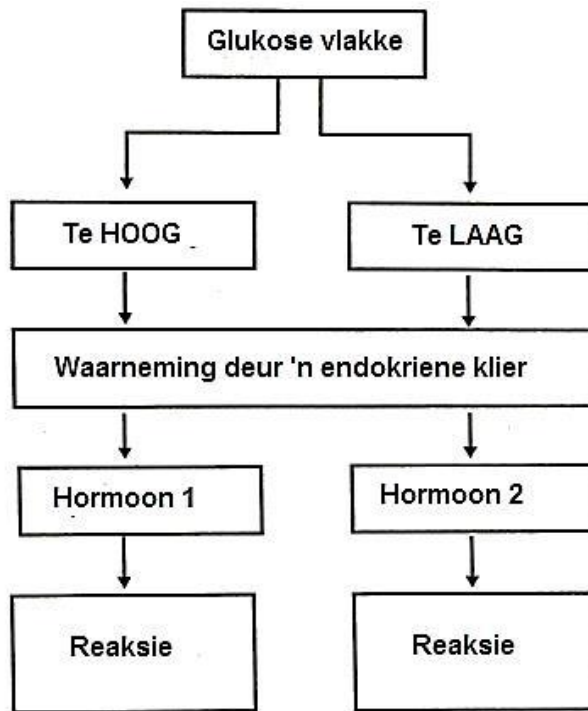 Glukose vlakke
Te HOOG
Te LAAG
Waarneming deur 'n endokriene klier
Hormoon 1
Hormoon 2
Reaksie
Reaksie